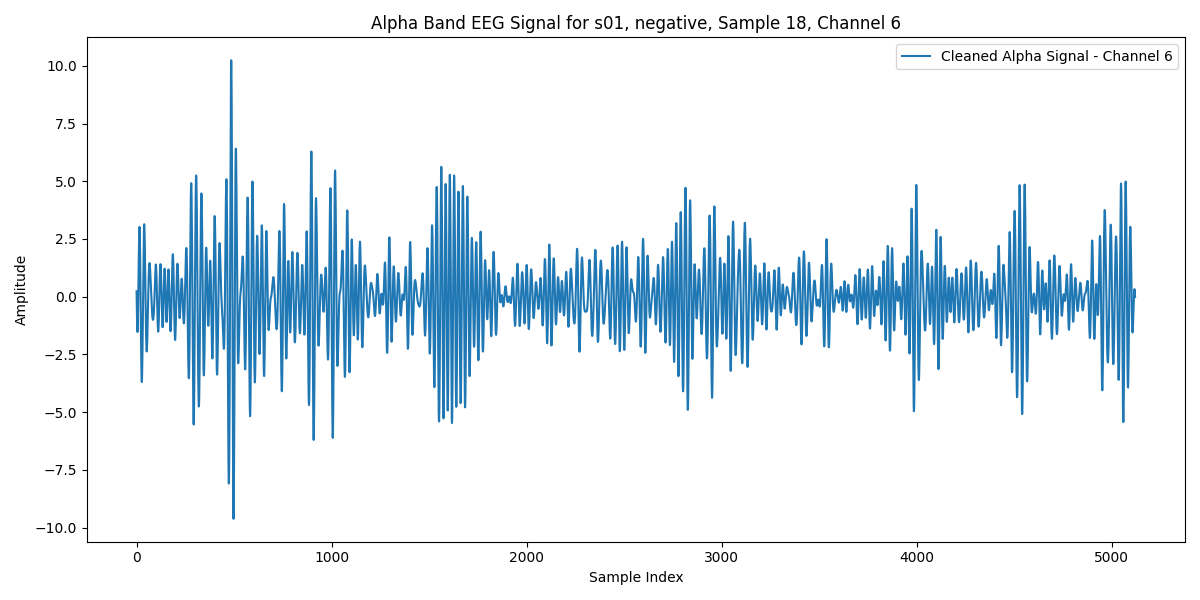 Alpha Band EEG Signal for s01, negative, Sample 18, Channel 6
Cleaned Alpha Signal - Channel 6
Amplitude
10.0
7.5
5.0
2.5
0.0
−2.5
−5.0
−7.5
−10.0
0 1000 2000 3000 4000 5000
Sample Index